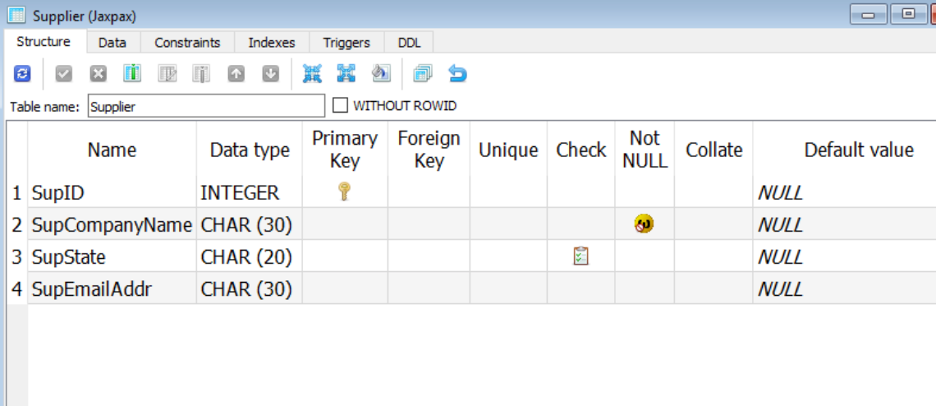 Supplier (Jaxpax)
Structure Data Constraints Indexes Triggers DDL
Table name: Supplier WITHOUT ROWID
Name Data type Primary Key Foreign Key Unique Check Not NULL Collate Default value
1 SupID INTEGER NULL
2 SupCompanyName CHAR (30) NULL
3 SupState CHAR (20) NULL
4 SupEmailAddr CHAR (30) NULL